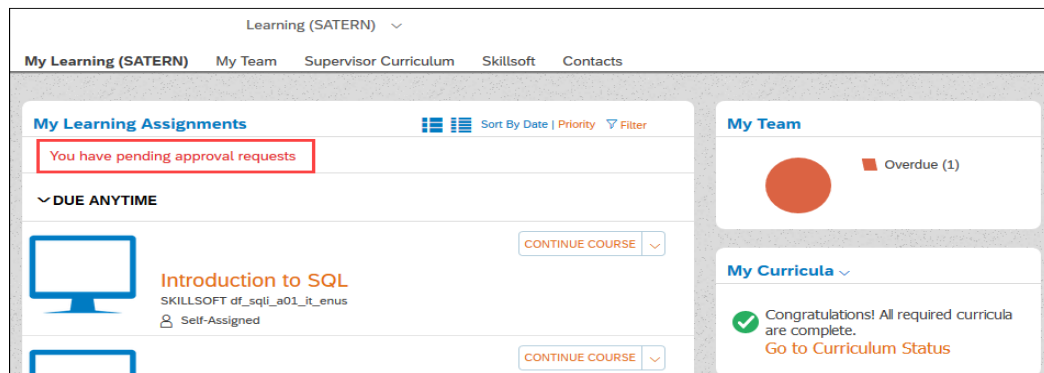 Learning (SATERN)
My Learning (SATERN) My Team Supervisor Curriculum Skillsoft Contacts
My Learning Assignments Sort By Date | Priority Filter
You have pending approval requests
DUE ANYTIME
CONTINUE COURSE
Introduction to SQL
SKILLSOFT df_sqli_a01_it_enus
Self-Assigned
CONTINUE COURSE
My Team
Overdue (1)
My Curricula
Congratulations! All required curricula
are complete.
Go to Curriculum Status